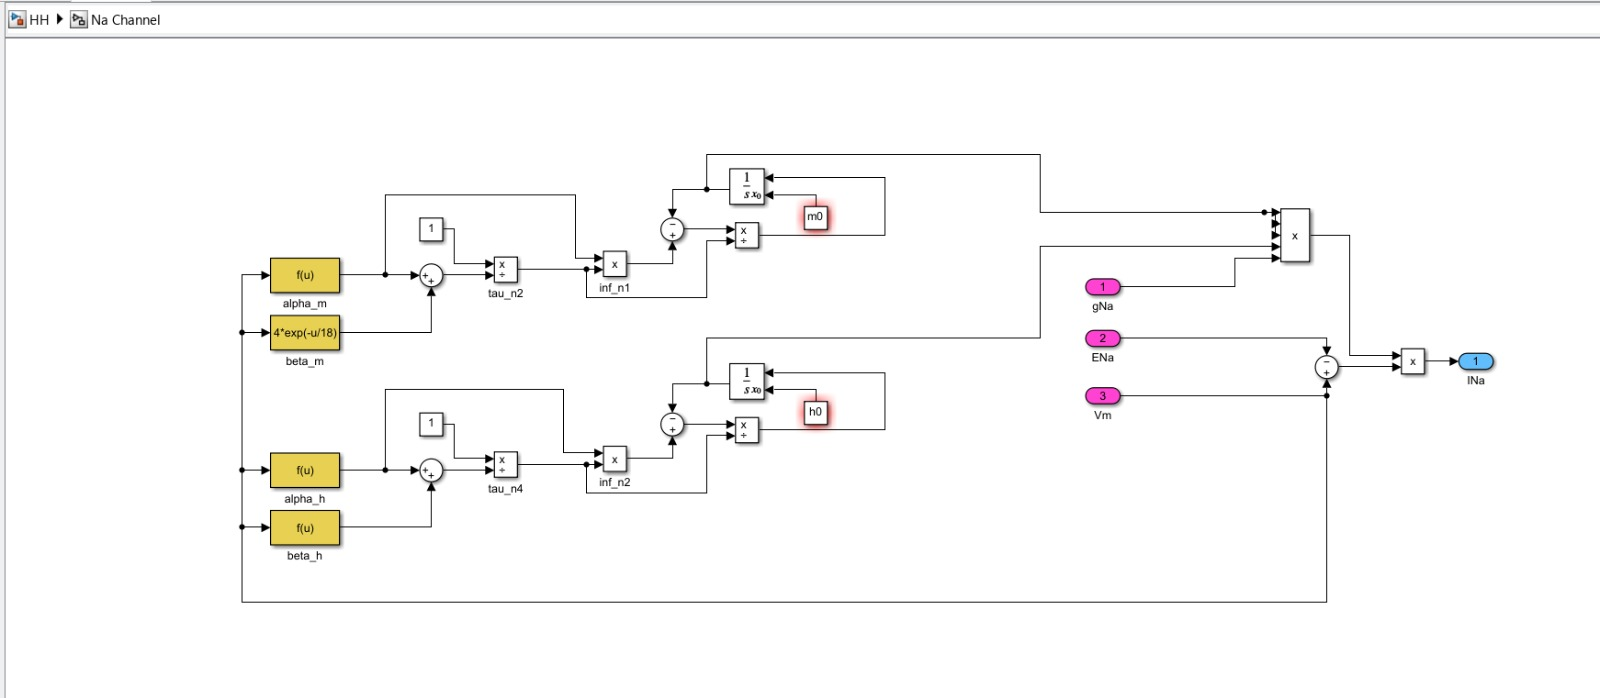 HH ▶ Na Channel
1
s x₀
m0
1
x
÷
tau_n2
x
inf_n1
−
+
x
÷
f(u)
alpha_m
+
+
4*exp(-u/18)
beta_m
x
1
gNa
2
ENa
3
Vm
−
+
x
1
INa
1
s x₀
h0
1
x
÷
tau_n4
x
inf_n2
−
+
x
÷
f(u)
alpha_h
+
+
f(u)
beta_h